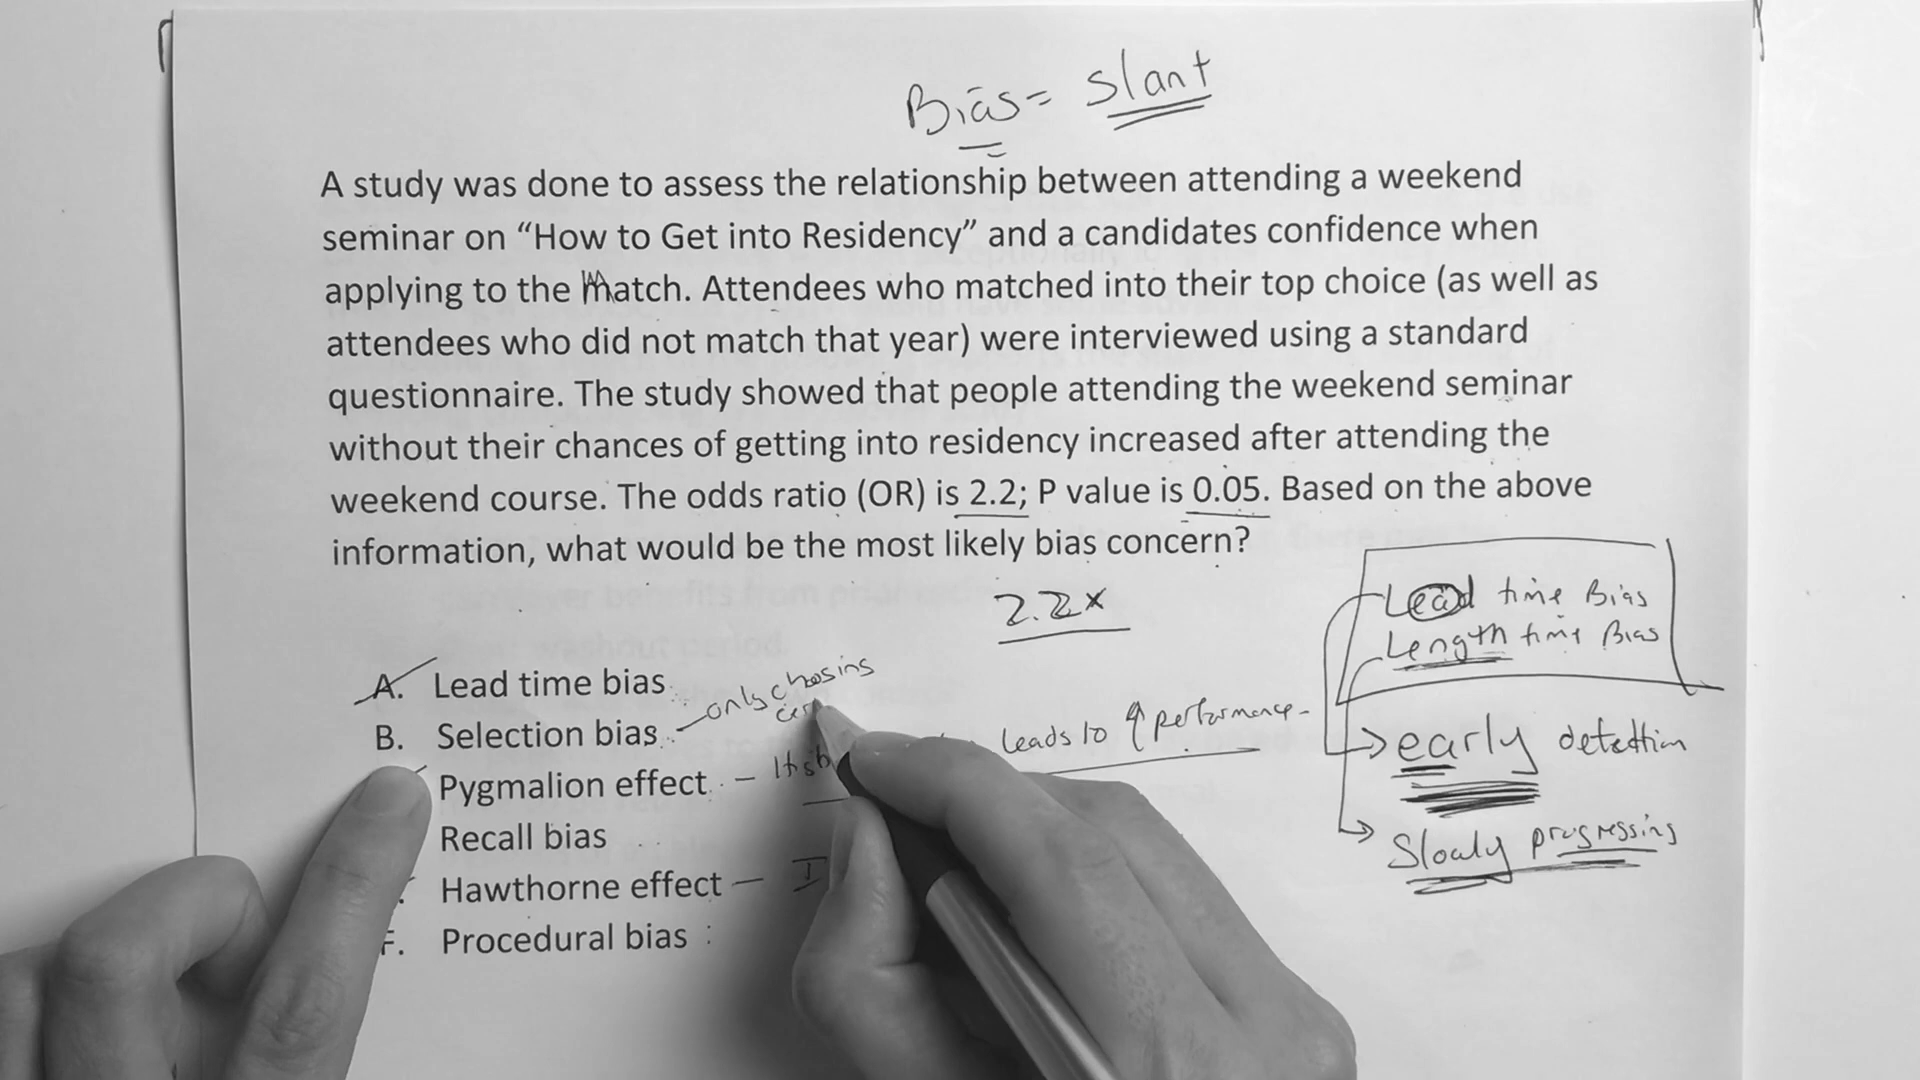 Bias = slant
A study was done to assess the relationship between attending a weekend
seminar on “How to Get into Residency” and a candidates confidence when
applying to the Match. Attendees who matched into their top choice (as well as
attendees who did not match that year) were interviewed using a standard
questionnaire. The study showed that people attending the weekend seminar
without their chances of getting into residency increased after attending the
weekend course. The odds ratio (OR) is 2.2; P value is 0.05. Based on the above
information, what would be the most likely bias concern?
2.2x
Lead time Bias
Length time Bias
early detection
Slowly progressing
A. Lead time bias
B. Selection bias - only choosing
cer
Pygmalion effect - leads to ↑ performance
Recall bias
Hawthorne effect - I
F. Procedural bias